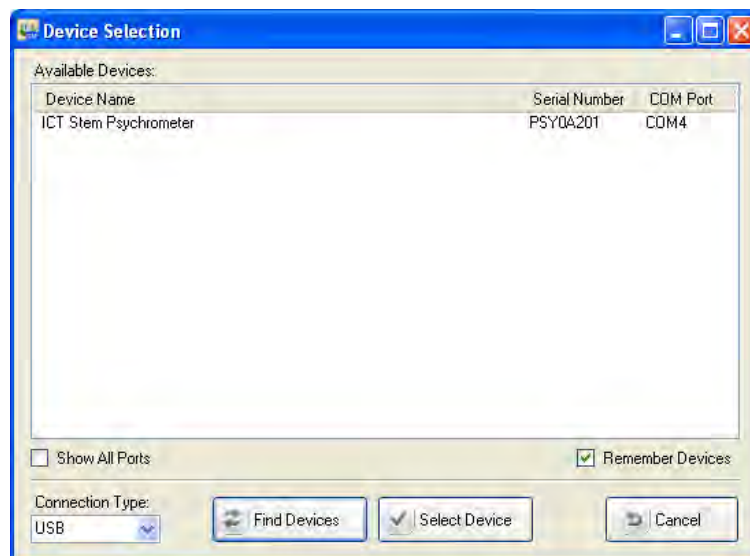 Device Selection
Available Devices:
Device Name Serial Number COM Port
ICT Stem Psychrometer PSY0A201 COM4
Show All Ports Remember Devices
Connection Type:
USB Find Devices Select Device Cancel